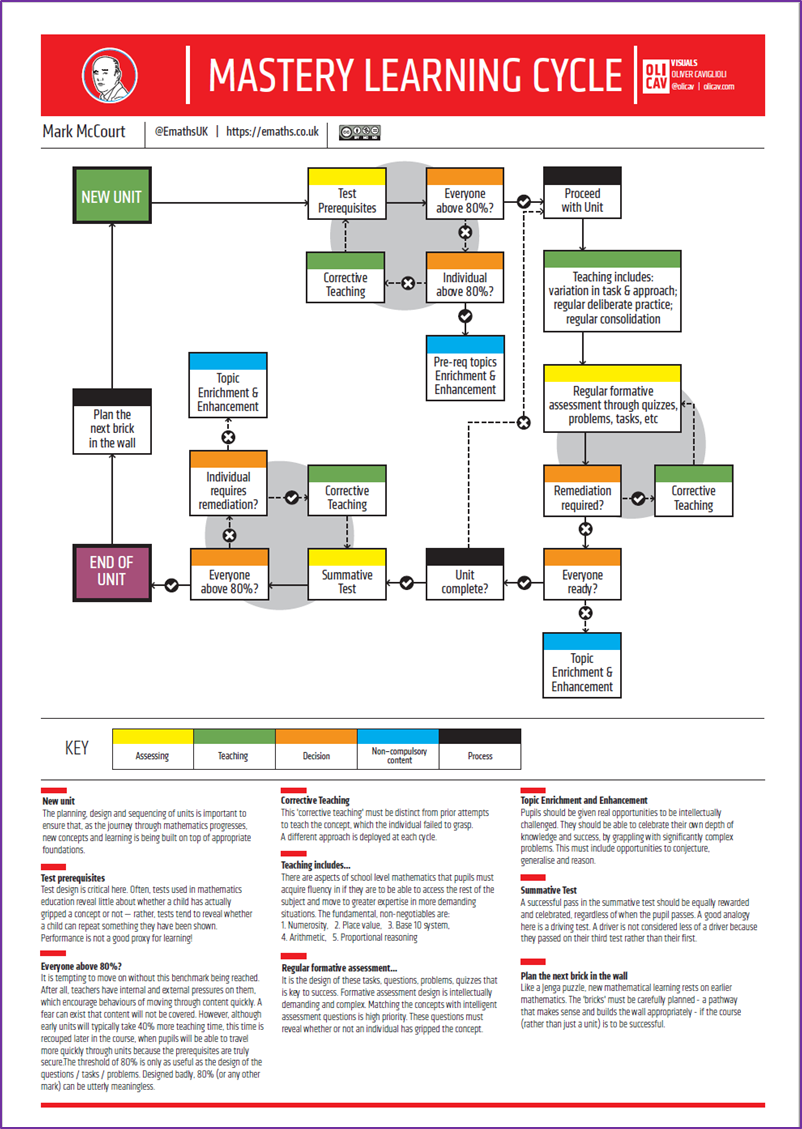 MASTERY LEARNING CYCLE
OLI
CAV
VISUALS
OLIVER CAVIGLIOLI
@olicav | olicav.com
Mark McCourt
@EmathsUK | https://emaths.co.uk
NEW UNIT
Test
Prerequisites
Everyone
above 80%?
Proceed
with Unit
Corrective
Teaching
Individual
above 80%?
Teaching includes:
variation in task & approach;
regular deliberate practice;
regular consolidation
Pre-req topics
Enrichment &
Enhancement
Topic
Enrichment &
Enhancement
Regular formative
assessment through quizzes,
problems, tasks, etc
Plan the
next brick
in the wall
Individual
requires
remediation?
Corrective
Teaching
Remediation
required?
Corrective
Teaching
END OF
UNIT
Everyone
above 80%?
Summative
Test
Unit
complete?
Everyone
ready?
Topic
Enrichment &
Enhancement
KEY
Assessing
Teaching
Decision
Non-compulsory
content
Process
New unit
The planning, design and sequencing of units is important to
ensure that, as the journey through mathematics progresses,
new concepts and learning is being built on top of appropriate
foundations.
Test prerequisites
Test design is critical here. Often, tests used in mathematics
education reveal little about whether a child has actually
gripped a concept or not – rather, tests tend to reveal whether
a child can repeat something they have been shown.
Performance is not a good proxy for learning!
Everyone above 80%?
It is tempting to move on without this benchmark being reached.
After all, teachers have internal and external pressures on them,
which encourage behaviours of moving through content quickly. A
fear can exist that content will not be covered. However, although
early units will typically take 40% more teaching time, this time is
recouped later in the course, when pupils will be able to travel
more quickly through units because the prerequisites are truly
secure.The threshold of 80% is only as useful as the design of the
questions / tasks / problems. Designed badly, 80% (or any other
mark) can be utterly meaningless.
Corrective Teaching
This 'corrective teaching' must be distinct from prior attempts
to teach the concept, which the individual failed to grasp.
A different approach is deployed at each cycle.
Teaching includes...
There are aspects of school level mathematics that pupils must
acquire fluency in if they are to be able to access the rest of the
subject and move to greater expertise in more demanding
situations. The fundamental, non-negotiables are:
1. Numerosity, 2. Place value, 3. Base 10 system,
4. Arithmetic, 5. Proportional reasoning
Regular formative assessment...
It is the design of these tasks, questions, problems, quizzes that
is key to success. Formative assessment design is intellectually
demanding and complex. Matching the concepts with intelligent
assessment questions is high priority. These questions must
reveal whether or not an individual has gripped the concept.
Topic Enrichment and Enhancement
Pupils should be given real opportunities to be intellectually
challenged. They should be able to celebrate their own depth of
knowledge and success, by grappling with significantly complex
problems. This must include opportunities to conjecture,
generalise and reason.
Summative Test
A successful pass in the summative test should be equally rewarded
and celebrated, regardless of when the pupil passes. A good analogy
here is a driving test. A driver is not considered less of a driver because
they passed on their third test rather than their first.
Plan the next brick in the wall
Like a Jenga puzzle, new mathematical learning rests on earlier
mathematics. The 'bricks' must be carefully planned - a pathway
that makes sense and builds the wall appropriately - if the course
(rather than just a unit) is to be successful.